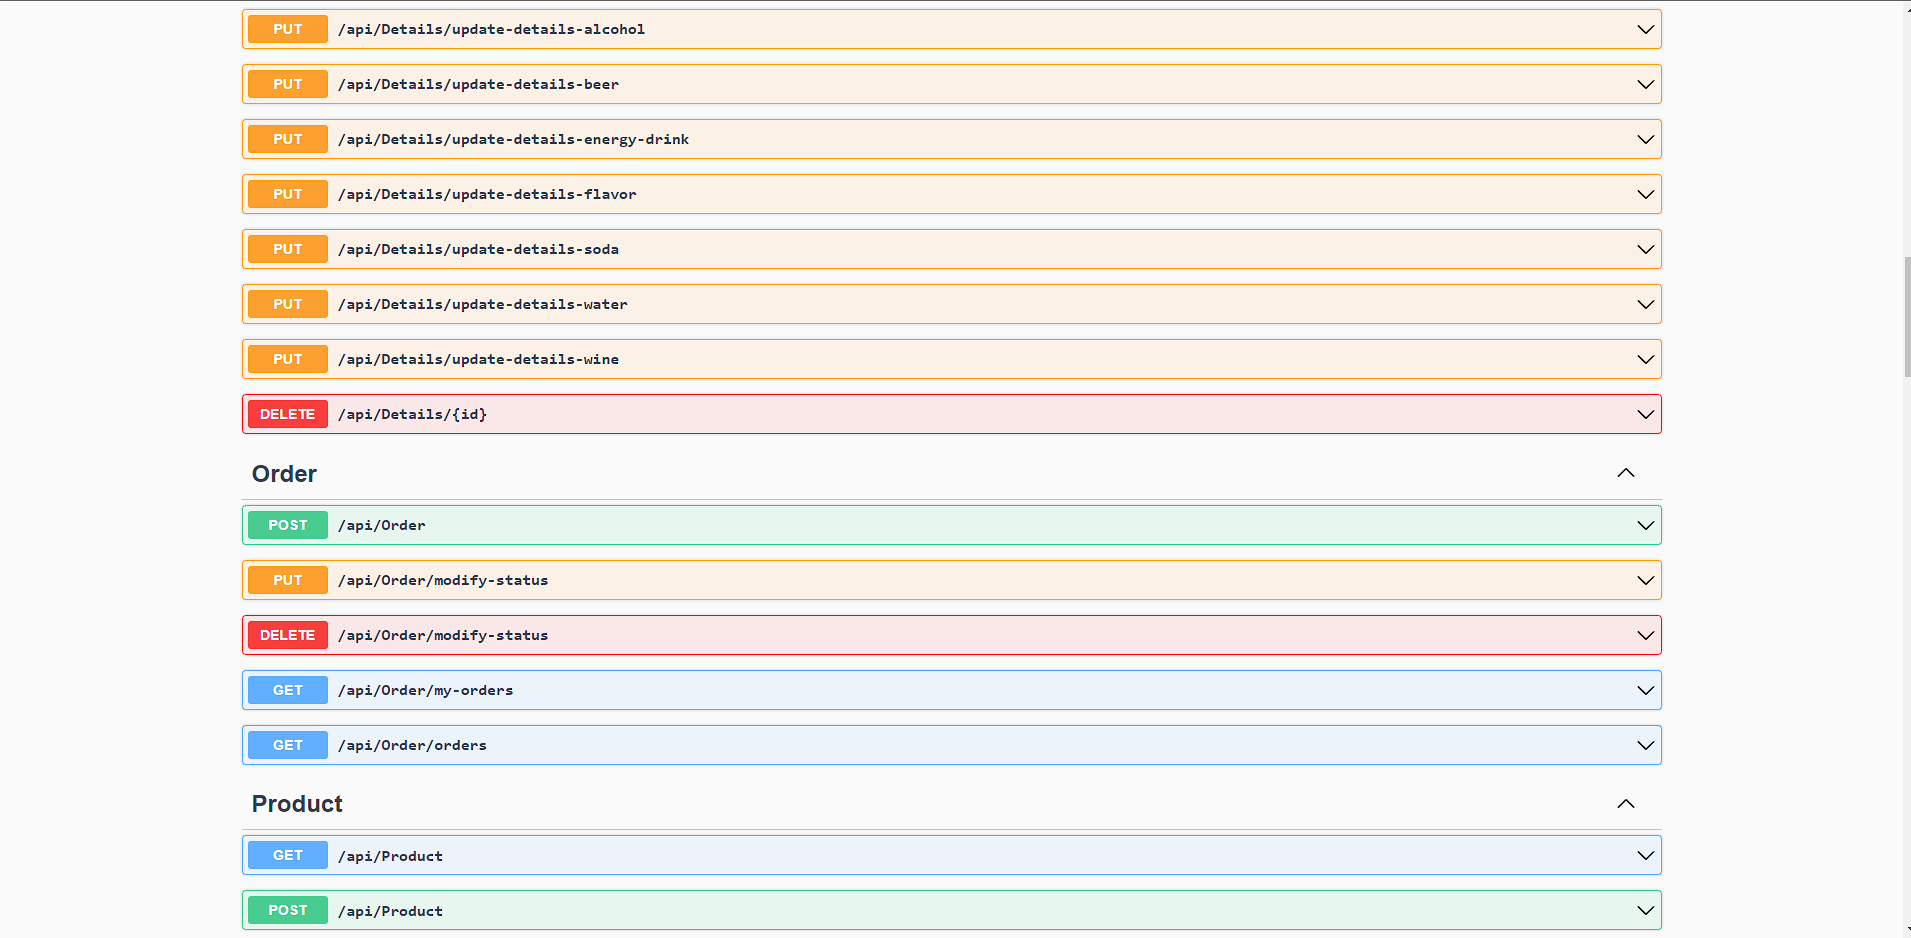 PUT /api/Details/update-details-alcohol
PUT /api/Details/update-details-beer
PUT /api/Details/update-details-energy-drink
PUT /api/Details/update-details-flavor
PUT /api/Details/update-details-soda
PUT /api/Details/update-details-water
PUT /api/Details/update-details-wine
DELETE /api/Details/{id}
Order
POST /api/Order
PUT /api/Order/modify-status
DELETE /api/Order/modify-status
GET /api/Order/my-orders
GET /api/Order/orders
Product
GET /api/Product
POST /api/Product